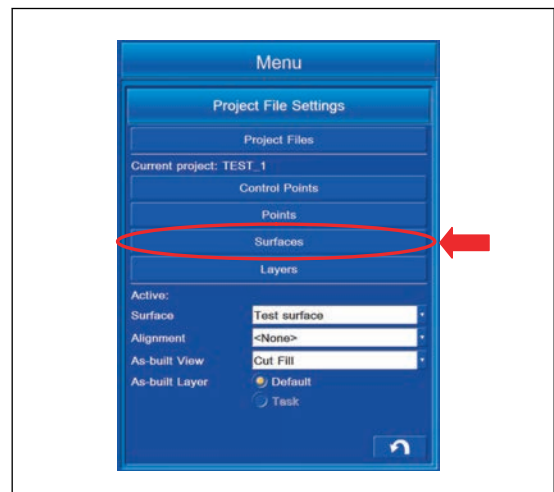 Menu
Project File Settings
Project Files
Current project: TEST_1
Control Points
Points
Surfaces
Layers
Active:
Surface Test surface
Alignment <None>
As-built View Cut Fill
As-built Layer Default
Task